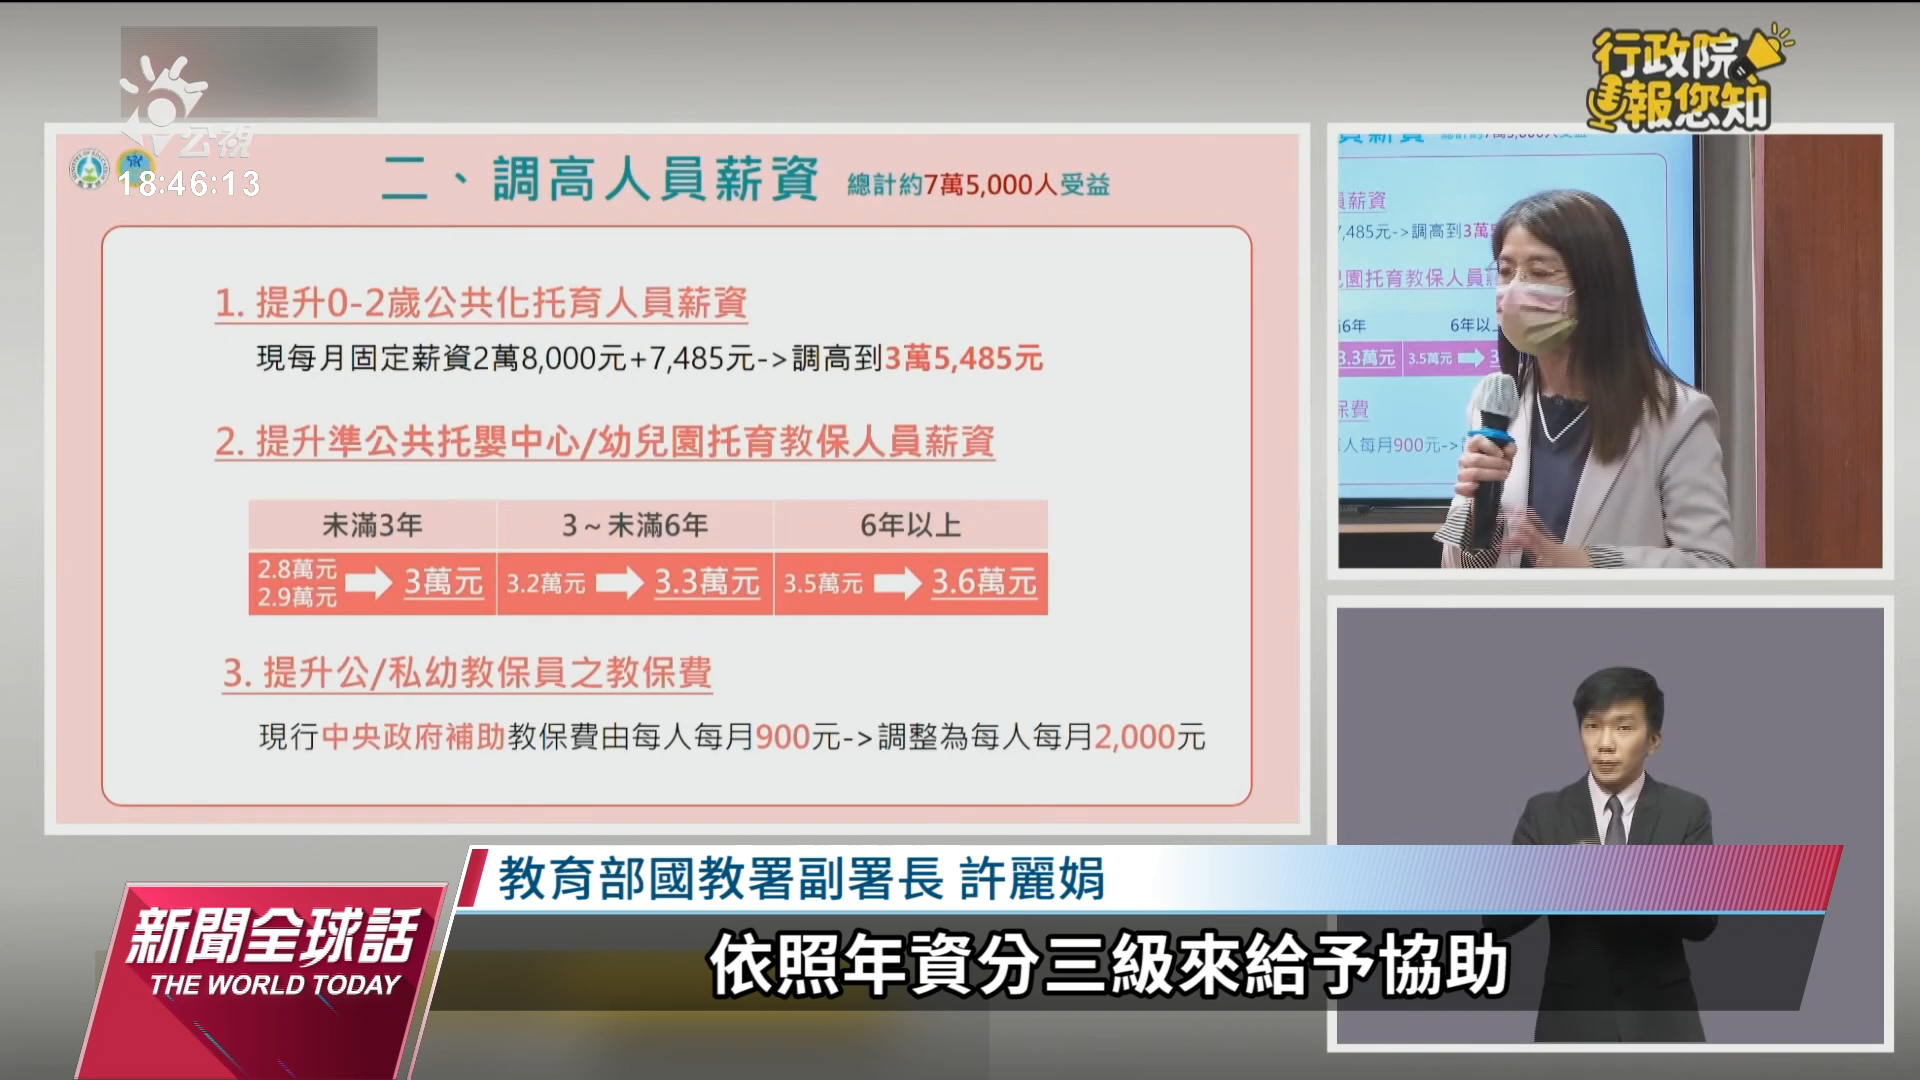 行政院
報您知
公視
18:46:13
二、調高人員薪資 總計約7萬5,000人受益
1. 提升0-2歲公共化托育人員薪資
現每月固定薪資2萬8,000元+7,485元->調高到3萬5,485元
2. 提升準公共托嬰中心/幼兒園托育教保人員薪資
未滿3年 3～未滿6年 6年以上
2.8萬元
2.9萬元 3萬元 3.2萬元 3.3萬元 3.5萬元 3.6萬元
3. 提升公/私幼教保員之教保費
現行中央政府補助教保費由每人每月900元->調整為每人每月2,000元
員薪資
7,485元->調高到3萬
園托育教保人員
6年 6年以
3.3萬元 3.5萬元 3
保費
人每月900元->
教育部國教署副署長 許麗娟
依照年資分三級來給予協助
新聞全球話
THE WORLD TODAY